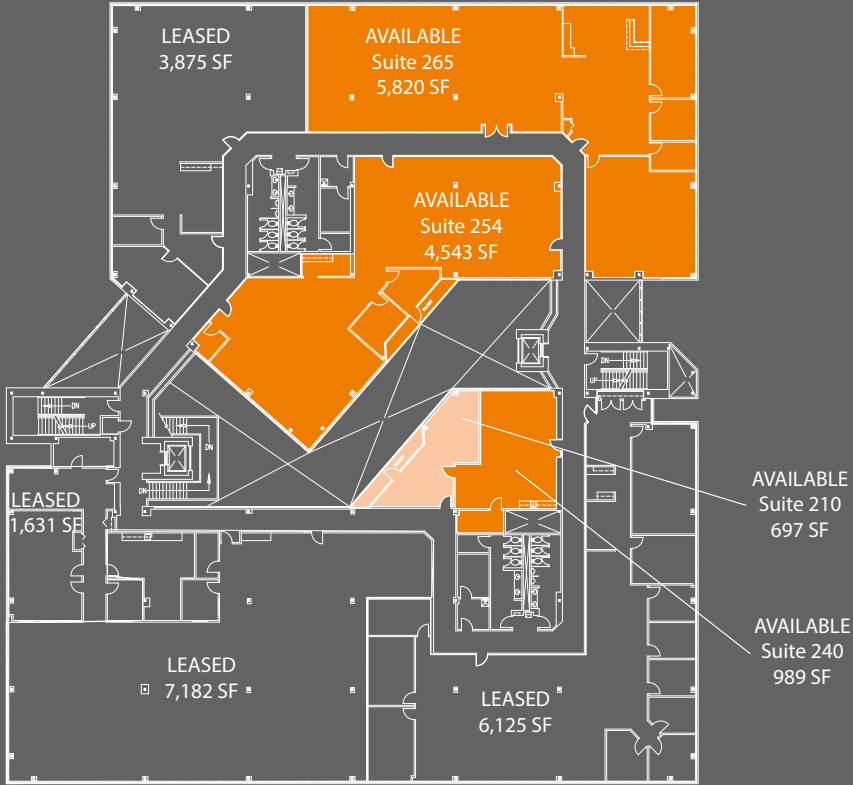 LEASED
3,875 SF
AVAILABLE
Suite 265
5,820 SF
AVAILABLE
Suite 254
4,543 SF
DN
UP
DN
UP
DN
DN
LEASED
1,631 SF
AVAILABLE
Suite 210
697 SF
AVAILABLE
Suite 240
989 SF
LEASED
7,182 SF
LEASED
6,125 SF